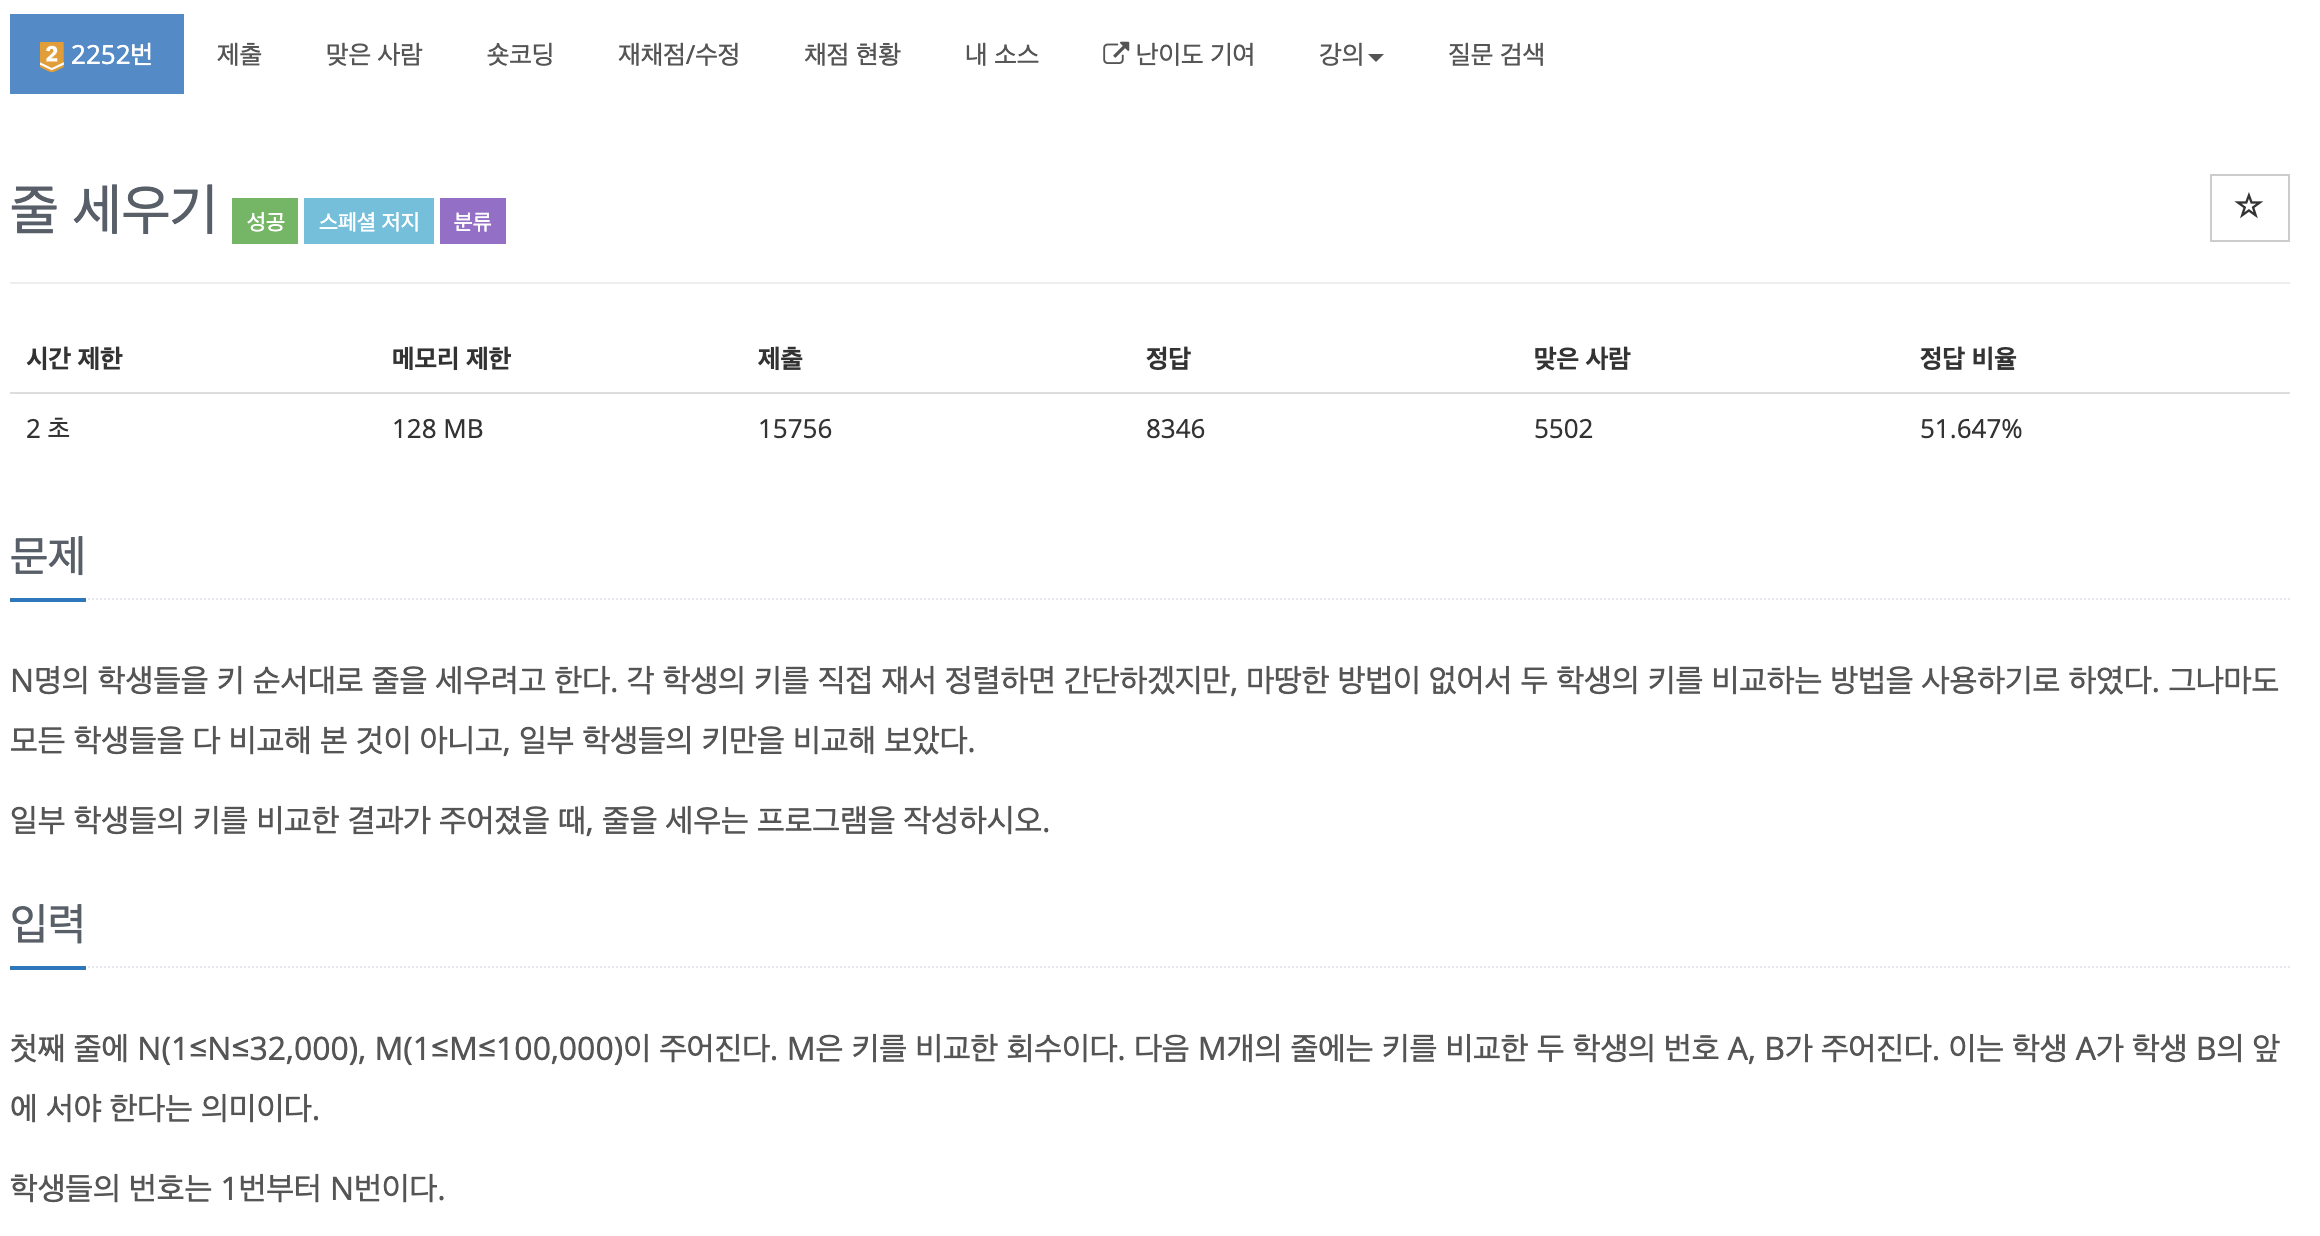 2 2252번 제출 맞은 사람 숏코딩 재채점/수정 채점 현황 내 소스 난이도 기여 강의 질문 검색
줄 세우기 성공 스페셜 저지 분류
시간 제한 메모리 제한 제출 정답 맞은 사람 정답 비율
2 초 128 MB 15756 8346 5502 51.647%
문제
N명의 학생들을 키 순서대로 줄을 세우려고 한다. 각 학생의 키를 직접 재서 정렬하면 간단하겠지만, 마땅한 방법이 없어서 두 학생의 키를 비교하는 방법을 사용하기로 하였다. 그나마도
모든 학생들을 다 비교해 본 것이 아니고, 일부 학생들의 키만을 비교해 보았다.
일부 학생들의 키를 비교한 결과가 주어졌을 때, 줄을 세우는 프로그램을 작성하시오.
입력
첫째 줄에 N(1≤N≤32,000), M(1≤M≤100,000)이 주어진다. M은 키를 비교한 회수이다. 다음 M개의 줄에는 키를 비교한 두 학생의 번호 A, B가 주어진다. 이는 학생 A가 학생 B의 앞
에 서야 한다는 의미이다.
학생들의 번호는 1번부터 N번이다.